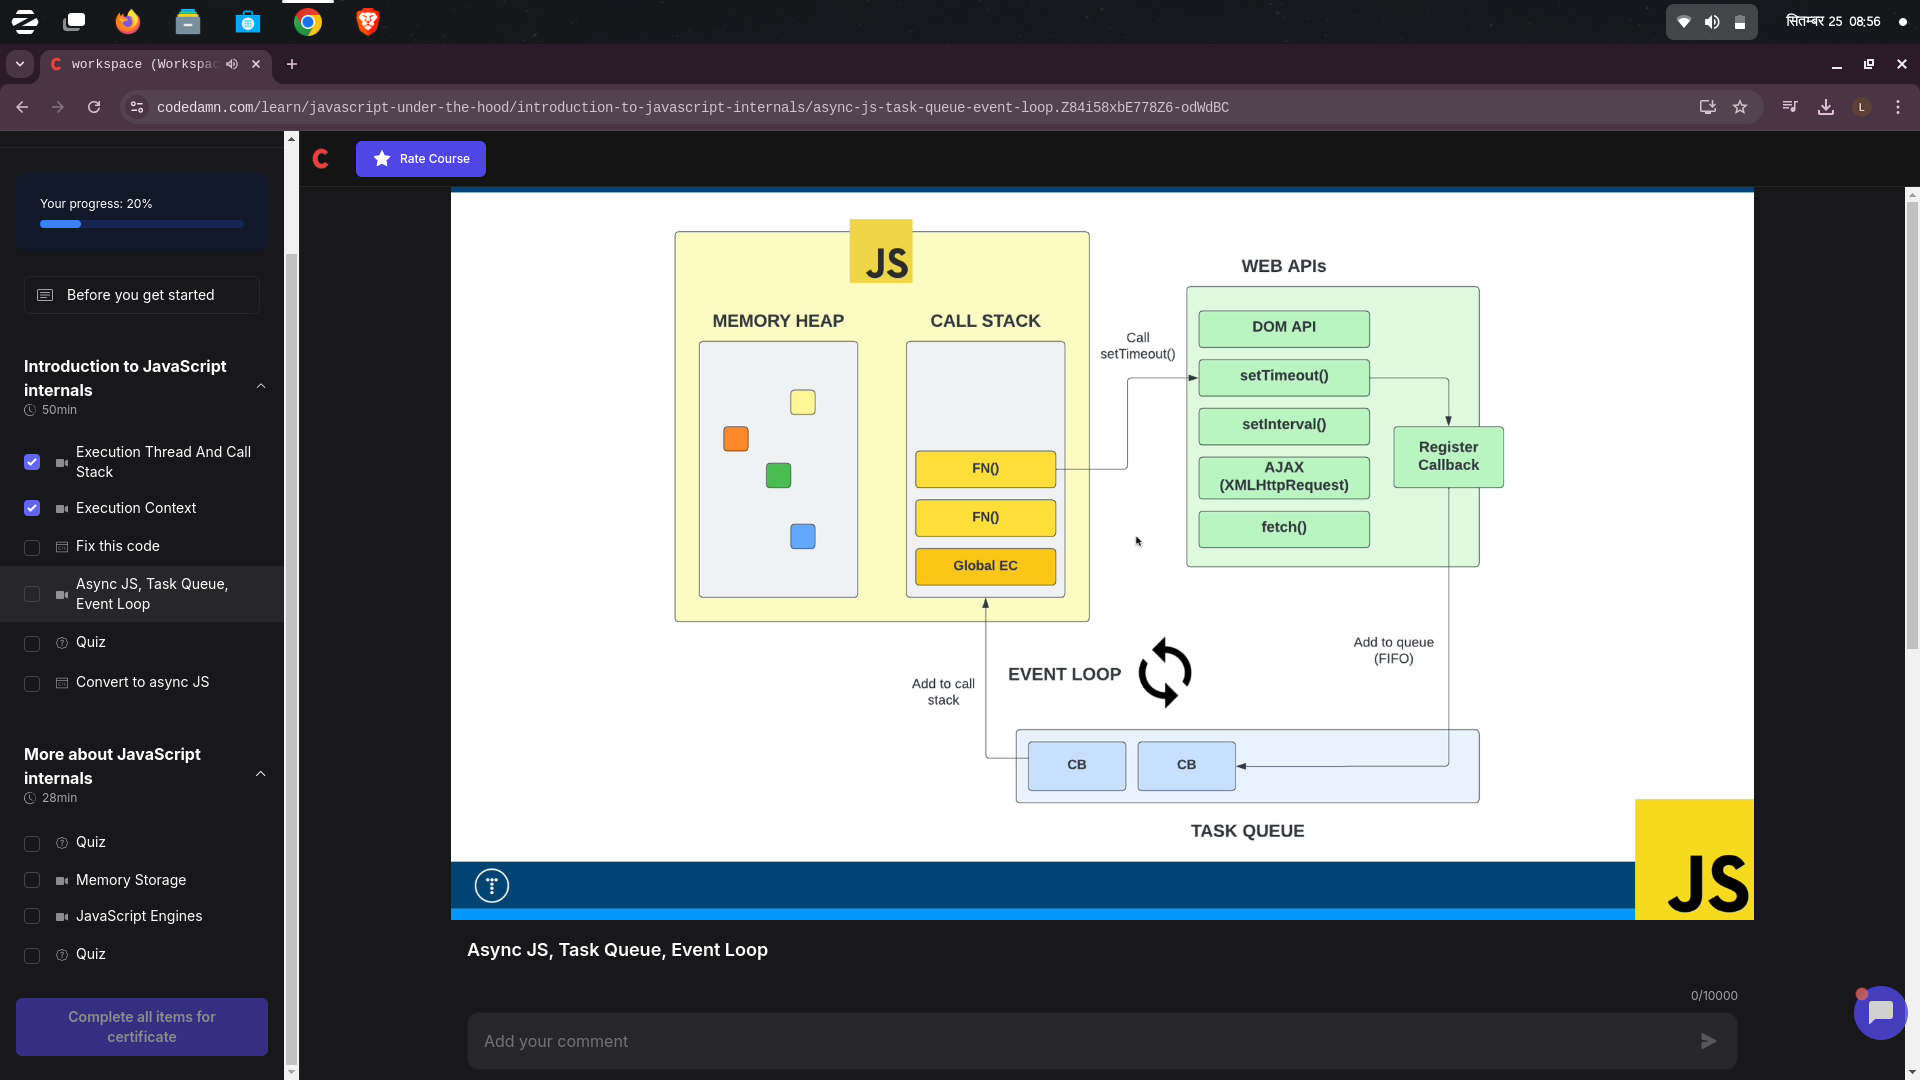 सितम्बर 25 08:56
workspace (Workspac
codedamn.com/learn/javascript-under-the-hood/introduction-to-javascript-internals/async-js-task-queue-event-loop.Z84i58xbE778Z6-odWdBC
L
Rate Course
Your progress: 20%
Before you get started
Introduction to JavaScript
internals
50min
Execution Thread And Call
Stack
Execution Context
Fix this code
Async JS, Task Queue,
Event Loop
Quiz
Convert to async JS
More about JavaScript
internals
28min
Quiz
Memory Storage
JavaScript Engines
Quiz
Complete all items for
certificate
JS
MEMORY HEAP
CALL STACK
FN()
FN()
Global EC
Call
setTimeout()
WEB APIs
DOM API
setTimeout()
setInterval()
AJAX
(XMLHttpRequest)
fetch()
Register
Callback
Add to queue
(FIFO)
EVENT LOOP
Add to call
stack
CB
CB
TASK QUEUE
JS
Async JS, Task Queue, Event Loop
0/10000
Add your comment